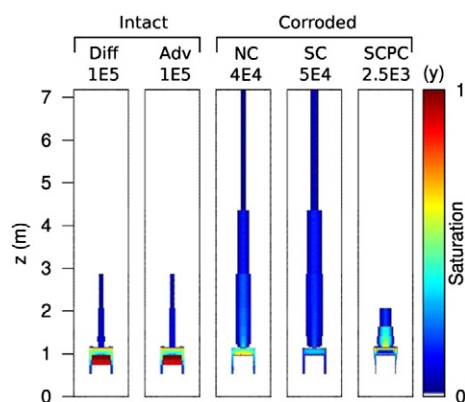 Intact Corroded
Diff Adv NC SC SCPC (y)
1E5 1E5 4E4 5E4 2.5E3
7
6
5
4
3
2
1
0
z (m)
1
Saturation
0